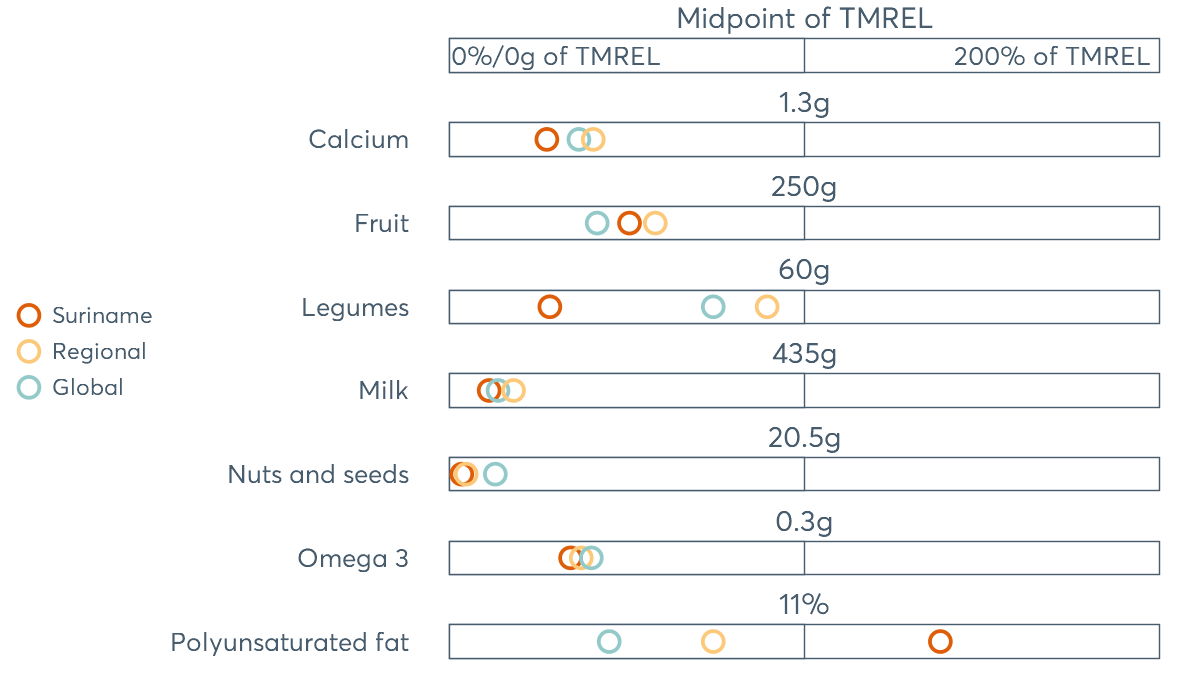 Midpoint of TMREL
0%/0g of TMREL
200% of TMREL
1.3g
Calcium
250g
Fruit
60g
Legumes
Suriname
Regional
Global
435g
Milk
20.5g
Nuts and seeds
0.3g
Omega 3
11%
Polyunsaturated fat